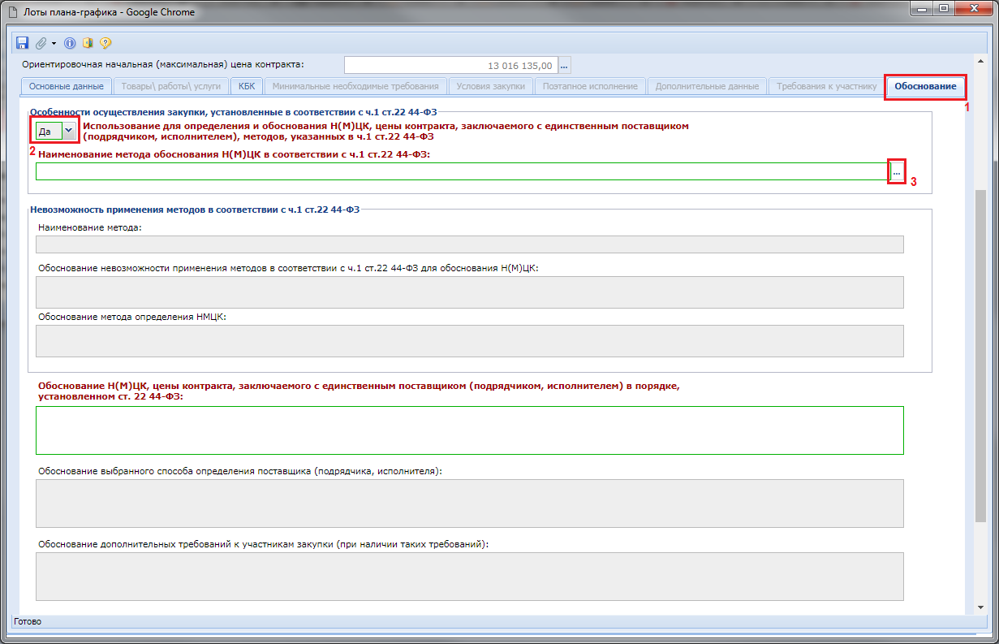 Лоты плана-графика - Google Chrome
Ориентировочная начальная (максимальная) цена контракта:
13 016 135,00 ...
Основные данные Товары\ работы\ услуги КБК Минимальные необходимые требования Условия закупки Поэтапное исполнение Дополнительные данные Требования к участнику Обоснование
1
Особенности осуществления закупки, установленные в соответствии с ч.1 ст.22 44-ФЗ
Да
Использование для определения и обоснования Н(М)ЦК, цены контракта, заключаемого с единственным поставщиком
(подрядчиком, исполнителем), методов, указанных в ч.1 ст.22 44-ФЗ
2
Наименование метода обоснования Н(М)ЦК в соответствии с ч.1 ст.22 44-ФЗ:
...
3
Невозможность применения методов в соответствии с ч.1 ст.22 44-ФЗ
Наименование метода:
Обоснование невозможности применения методов в соответствии с ч.1 ст.22 44-ФЗ для обоснования Н(М)ЦК:
Обоснование метода определения НМЦК:
Обоснование Н(М)ЦК, цены контракта, заключаемого с единственным поставщиком (подрядчиком, исполнителем) в порядке,
установленном ст. 22 44-ФЗ:
Обоснование выбранного способа определения поставщика (подрядчика, исполнителя):
Обоснование дополнительных требований к участникам закупки (при наличии таких требований):
Готово